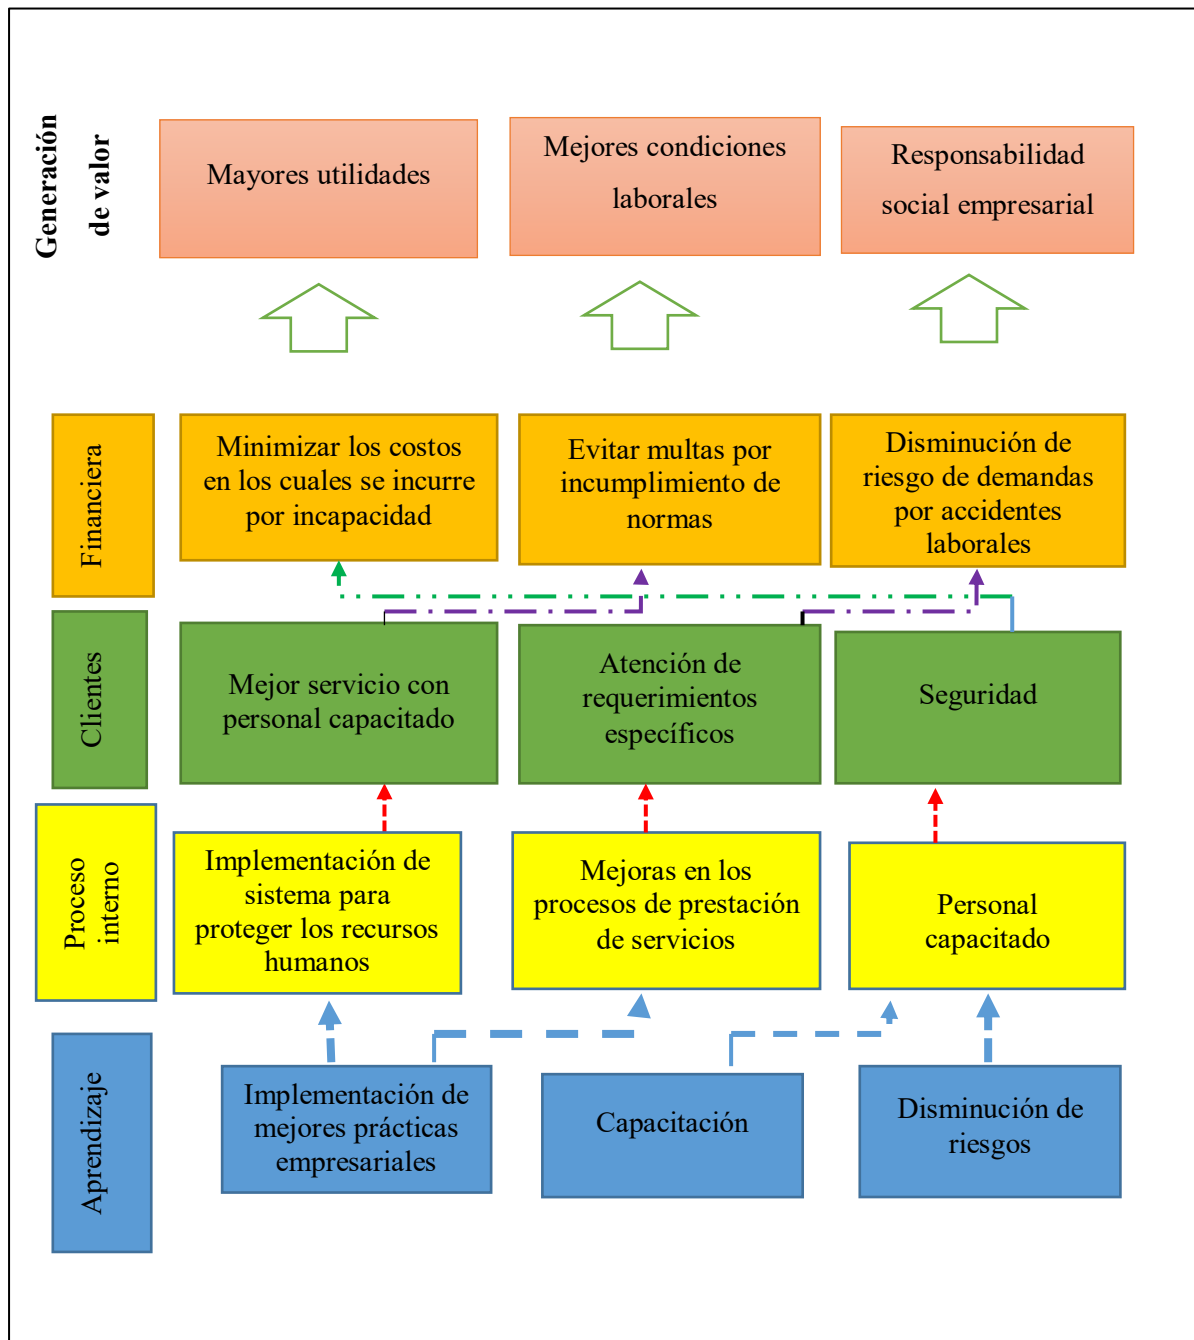 Generación
de valor
Mayores utilidades
Mejores condiciones
laborales
Responsabilidad
social empresarial
Financiera
Minimizar los costos
en los cuales se incurre
por incapacidad
Evitar multas por
incumplimiento de
normas
Disminución de
riesgo de demandas
por accidentes
laborales
Clientes
Mejor servicio con
personal capacitado
Atención de
requerimientos
específicos
Seguridad
Proceso
interno
Implementación de
sistema para
proteger los recursos
humanos
Mejoras en los
procesos de prestación
de servicios
Personal
capacitado
Aprendizaje
Implementación de
mejores prácticas
empresariales
Capacitación
Disminución de
riesgos